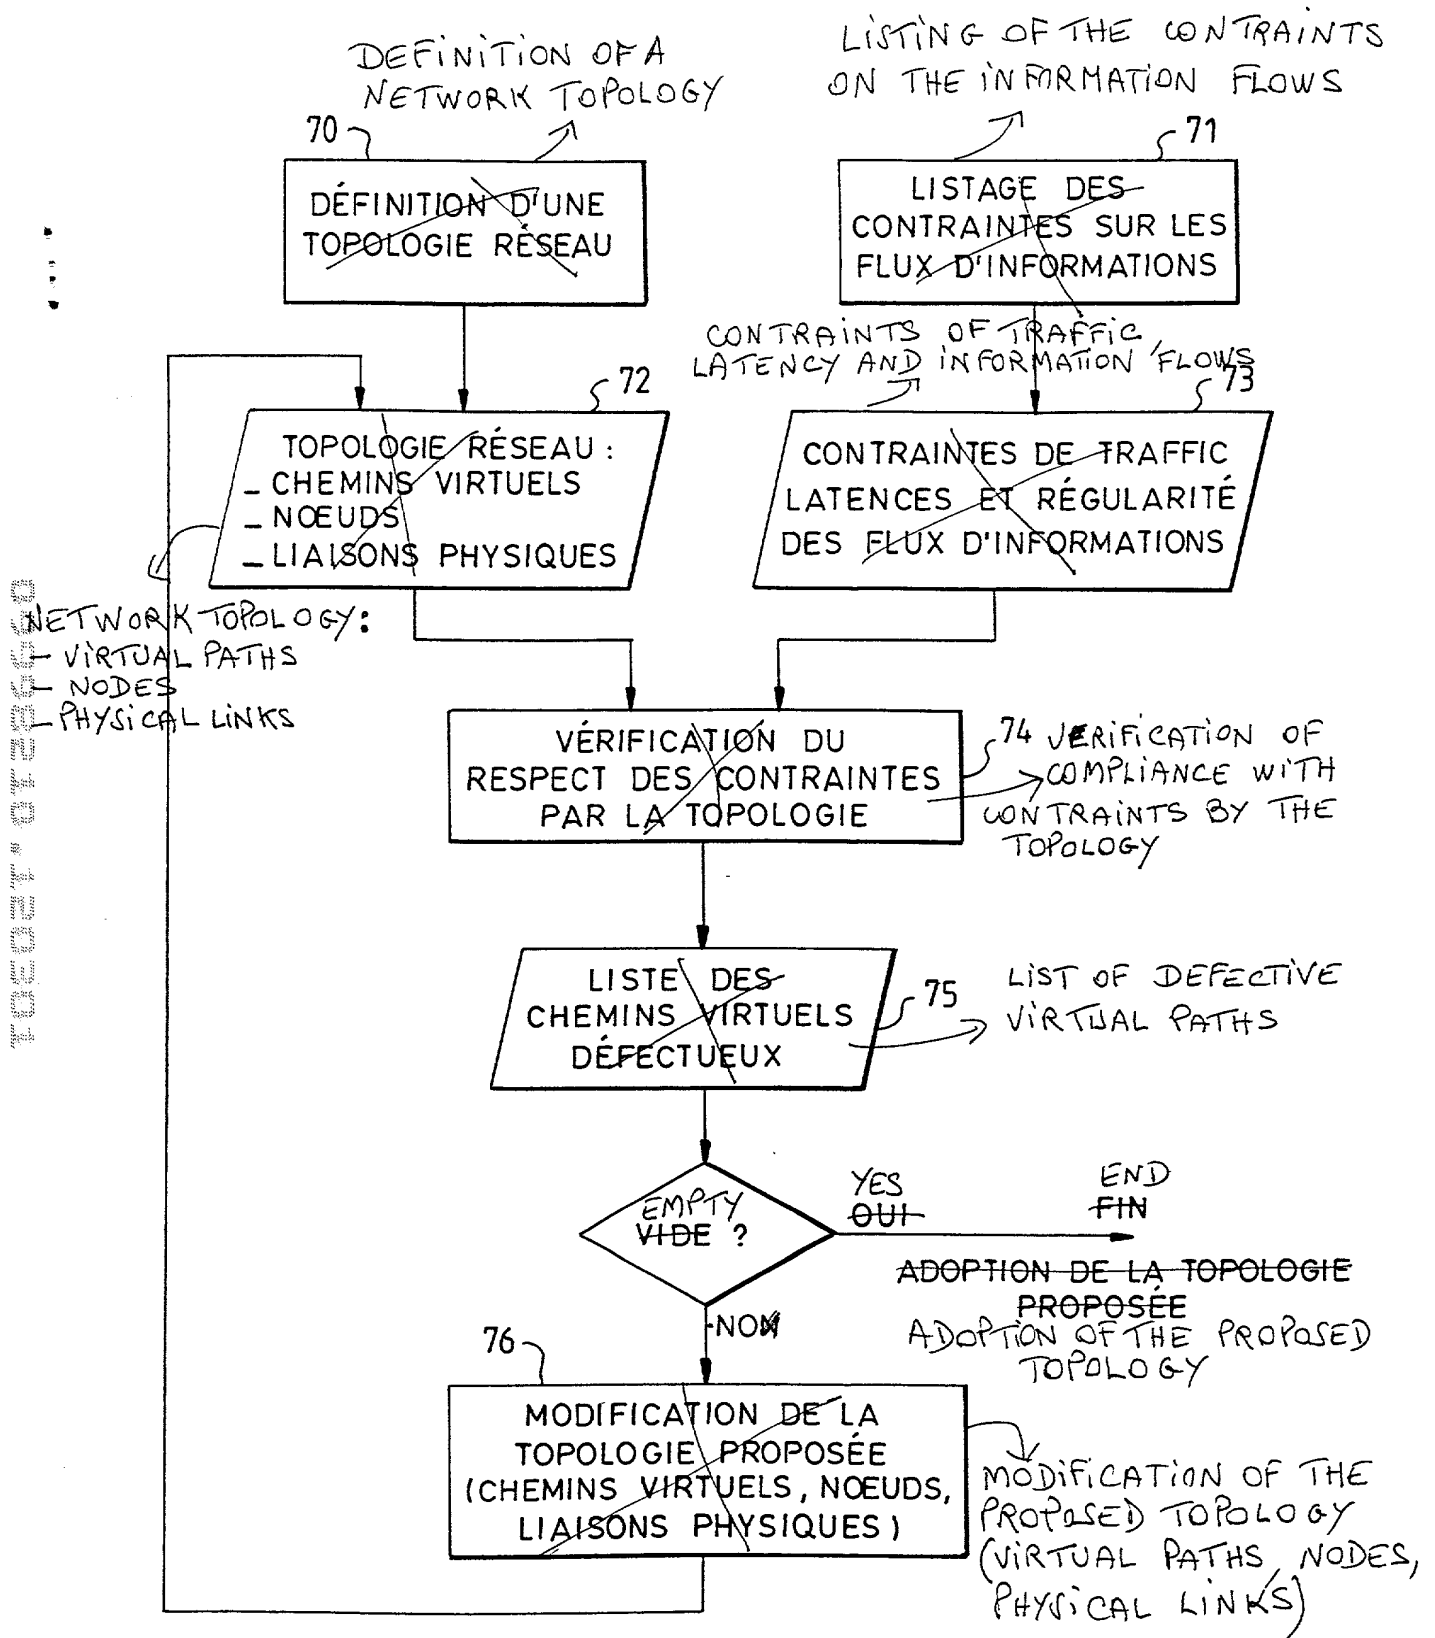 DEFINITION OF A
NETWORK TOPOLOGY
LISTING OF THE CONTRAINTS
ON THE INFORMATION FLOWS
70
71
DÉFINITION D'UNE
TOPOLOGIE RÉSEAU
LISTAGE DES
CONTRAINTES SUR LES
FLUX D'INFORMATIONS
CONTRAINTS OF TRAFFIC,
LATENCY AND INFORMATION FLOWS
72
73
TOPOLOGIE RÉSEAU :
- CHEMINS VIRTUELS
- NŒUDS
- LIAISONS PHYSIQUES
CONTRAINTES DE TRAFFIC
LATENCES ET RÉGULARITÉ
DES FLUX D'INFORMATIONS
NETWORK TOPOLOGY:
- VIRTUAL PATHS
- NODES
- PHYSICAL LINKS
VÉRIFICATION DU
RESPECT DES CONTRAINTES
PAR LA TOPOLOGIE
74 VERIFICATION OF
COMPLIANCE WITH
CONTRAINTS BY THE
TOPOLOGY
LISTE DES
CHEMINS VIRTUELS
DÉFECTUEUX
75
LIST OF DEFECTIVE
VIRTUAL PATHS
EMPTY
VIDE ?
YES
OUI
END
FIN
ADOPTION DE LA TOPOLOGIE
PROPOSÉE
ADOPTION OF THE PROPOSED
TOPOLOGY
NON
76
MODIFICATION DE LA
TOPOLOGIE PROPOSÉE
(CHEMINS VIRTUELS, NŒUDS,
LIAISONS PHYSIQUES)
MODIFICATION OF THE
PROPOSED TOPOLOGY
(VIRTUAL PATHS, NODES,
PHYSICAL LINKS)